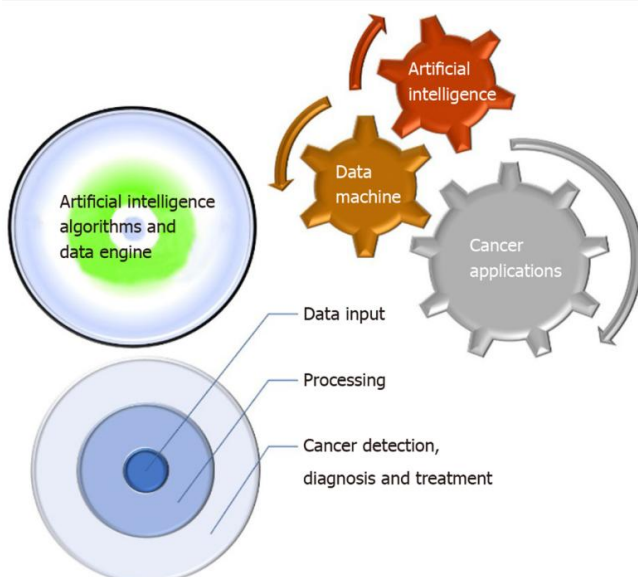 Artificial
intelligence
Data
machine
Cancer
applications
Artificial intelligence
algorithms and
data engine
Data input
Processing
Cancer detection,
diagnosis and treatment